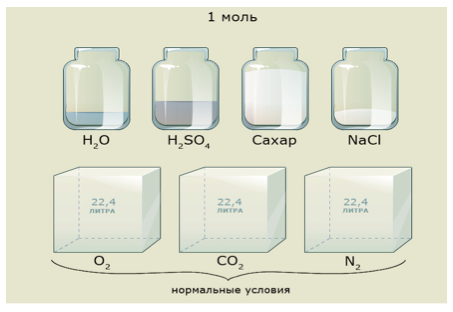 1 моль
H₂O H₂SO₄ Сахар NaCl
22,4 22,4 22,4
ЛИТРА ЛИТРА ЛИТРА
O₂ CO₂ N₂
нормальные условия